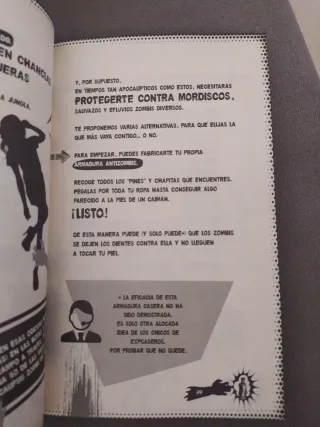 EN CHANCLAS
UERAS
A JUNGLA.
Y, POR SUPUESTO,
EN TIEMPOS TAN APOCALÍPTICOS COMO ESTOS, NECESITARÁS
PROTEGERTE CONTRA MORDISCOS,
SALIVAZOS Y EFLUVIOS ZOMBIS DIVERSOS.
TE PROPONEMOS VARIAS ALTERNATIVAS, PARA QUE ELIJAS LA
QUE MÁS VAYA CONTIGO... O NO.
PARA EMPEZAR, PUEDES FABRICARTE TU PROPIA
ARMADURA ANTIZOMBIS.
RECOGE TODOS LOS "PINES" Y CHAPITAS QUE ENCUENTRES.
PÉGALAS POR TODA TU ROPA HASTA CONSEGUIR ALGO
PARECIDO A LA PIEL DE UN CAIMÁN.
¡LISTO!
DE ESTA MANERA PUEDE (Y SOLO PUEDE*) QUE LOS ZOMBIS
SE DEJEN LOS DIENTES CONTRA ELLA Y NO LLEGUEN
A TOCAR TU PIEL.
* LA EFICACIA DE ESTA
ARMADURA CASERA NO HA
SIDO DEMOSTRADA.
ES SOLO OTRA ALOCADA
IDEA DE LOS CHICOS DE
EXPCASEROS.
POR PROBAR QUE NO QUEDE.